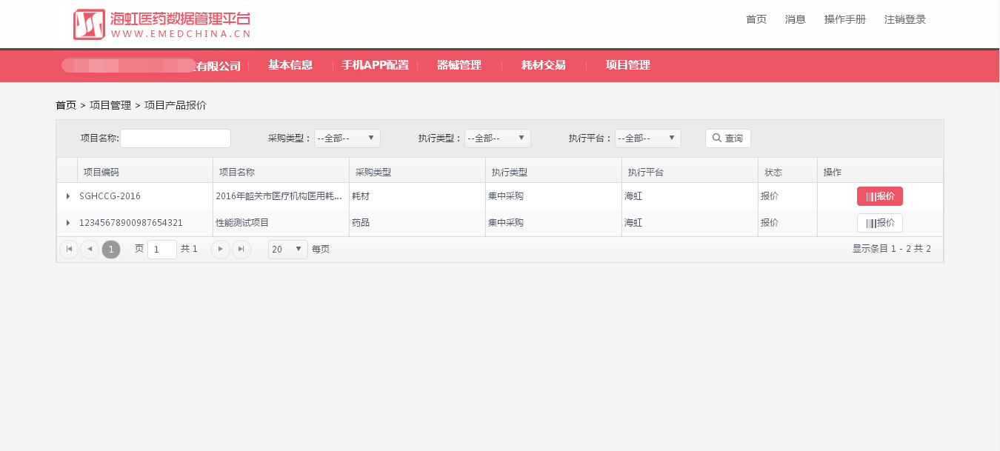 海虹医药数据管理平台
WWW.EMEDCHINA.CN
首页 消息 操作手册 注销登录
有限公司 基本信息 手机APP配置 器械管理 耗材交易 项目管理
首页 > 项目管理 > 项目产品报价
项目名称: 采购类型： --全部-- 执行类型： --全部-- 执行平台： --全部-- 查询
项目编码 项目名称 采购类型 执行类型 执行平台 状态 操作
SGHCCG-2016 2016年韶关市医疗机构医用耗... 耗材 集中采购 海虹 报价 报价
12345678900987654321 性能测试项目 药品 集中采购 海虹 报价 报价
1 页 1 共 1 20 每页 显示条目 1 - 2 共 2